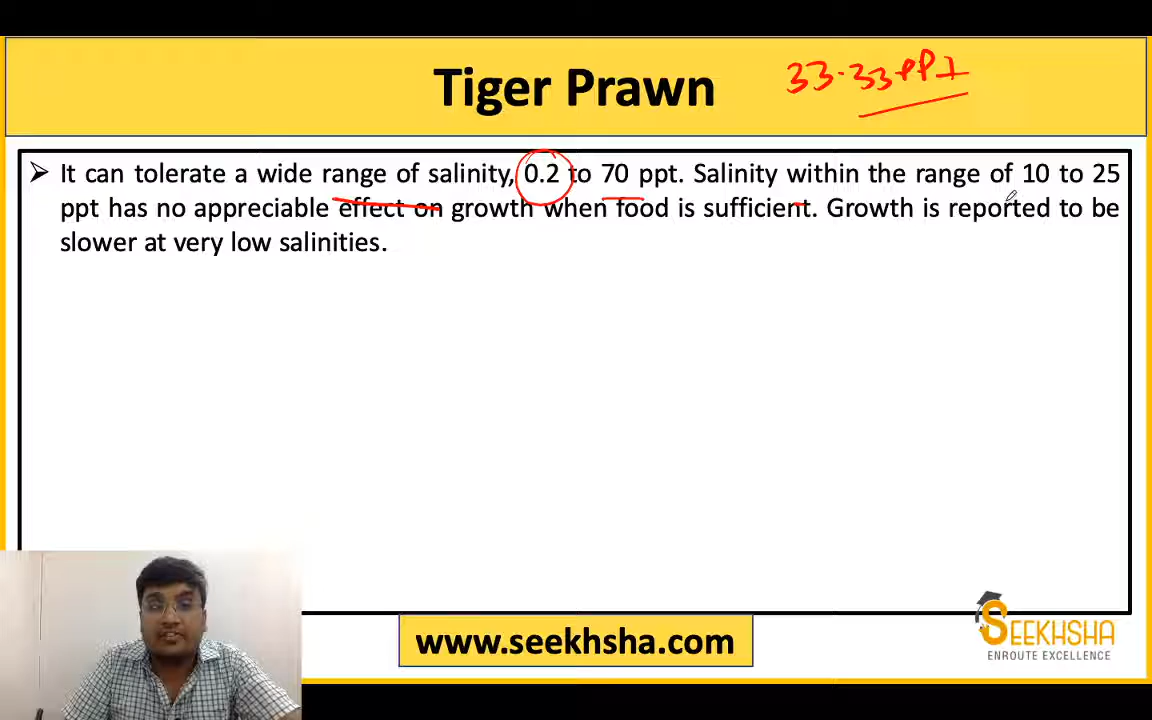 Tiger Prawn
33.33 ppt
➤ It can tolerate a wide range of salinity, 0.2 to 70 ppt. Salinity within the range of 10 to 25
ppt has no appreciable effect on growth when food is sufficient. Growth is reported to be
slower at very low salinities.
www.seekhsha.com
SEEKHSHA
ENROUTE EXCELLENCE